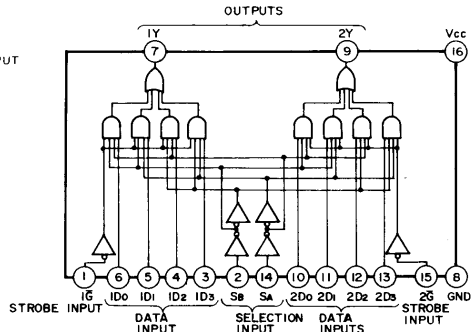 OUTPUTS
1Y 2Y Vcc
7 9 16
PUT
1 6 5 4 3 2 14 10 11 12 13 15 8
1G̅ 1D0 1D1 1D2 1D3 SB SA 2D0 2D1 2D2 2D3 2G̅ GND
STROBE INPUT DATA INPUT SELECTION INPUT DATA INPUTS STROBE INPUT